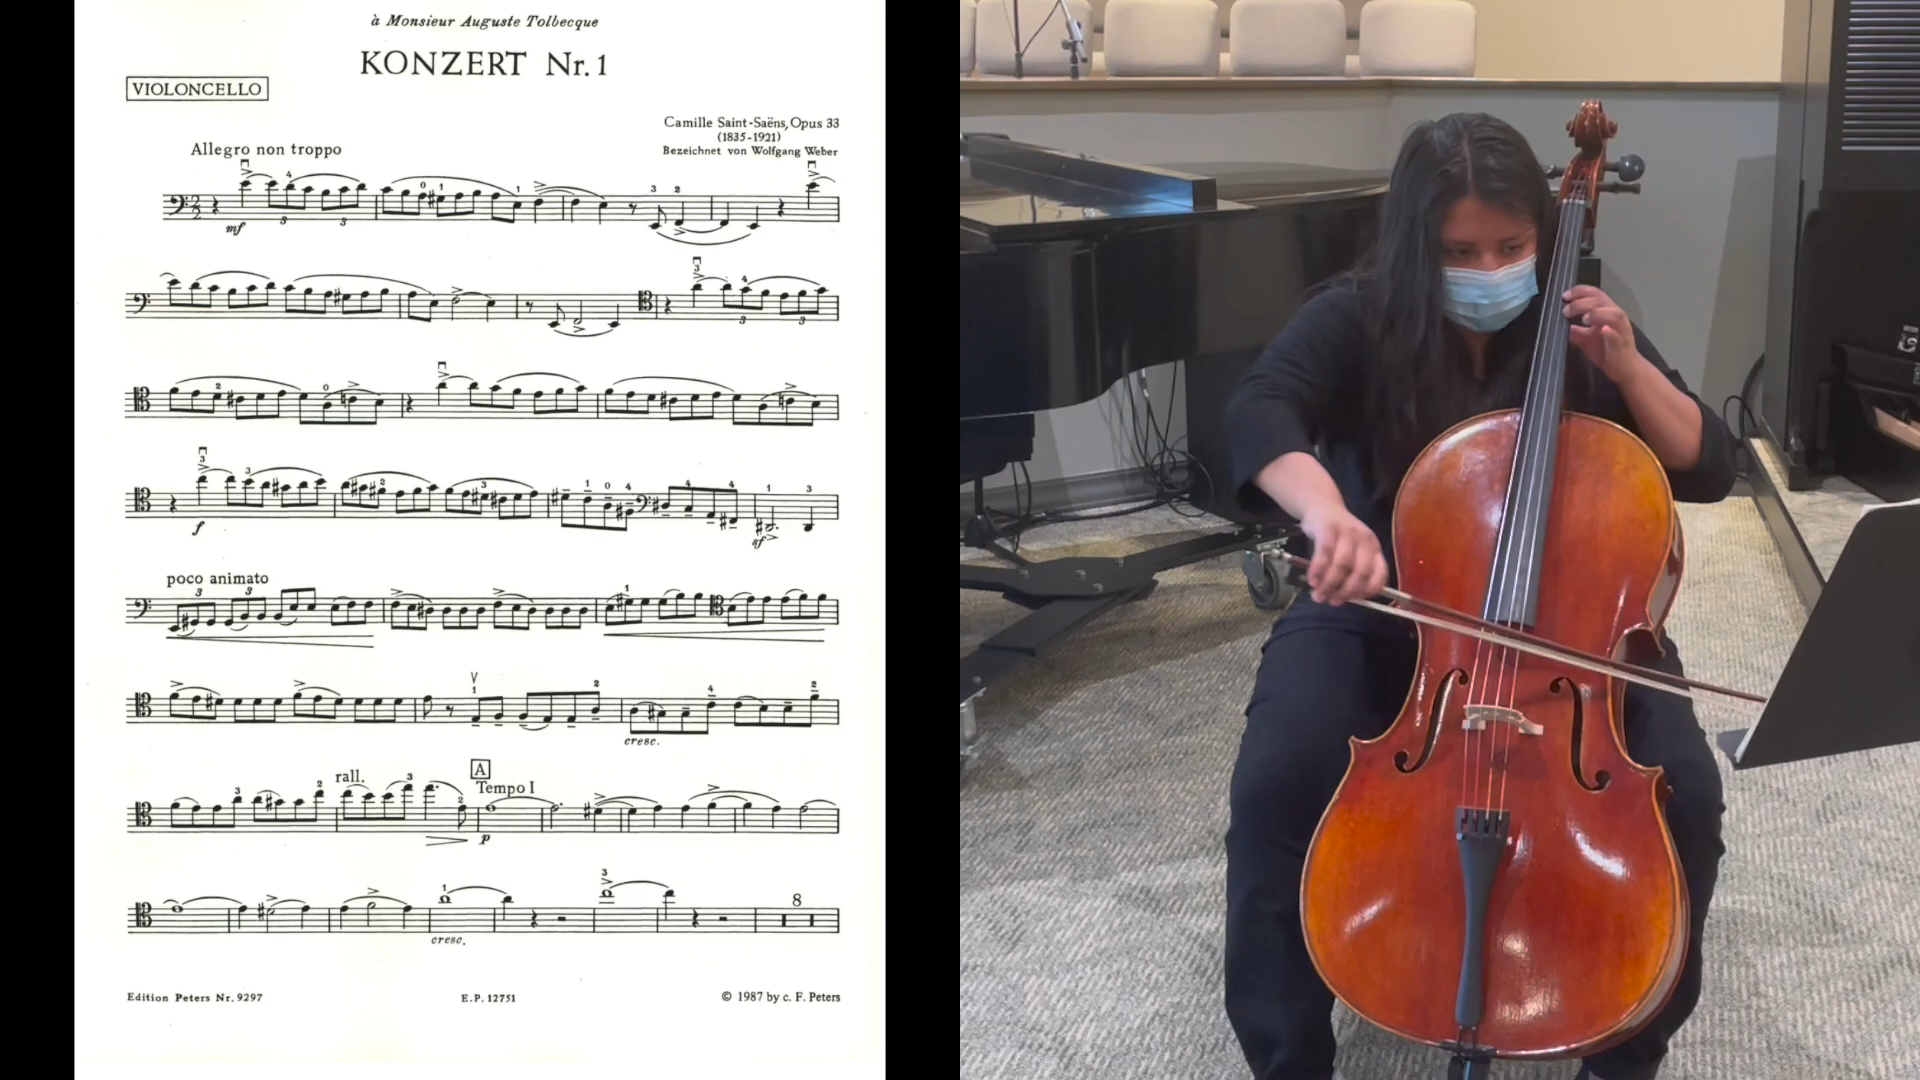 à Monsieur Auguste Tolbecque
KONZERT Nr. 1
VIOLONCELLO
Camille Saint-Saëns, Opus 33
(1835-1921)
Bezeichnet von Wolfgang Weber
Allegro non troppo
mf
f
sf
poco animato
cresc.
rall.
A
Tempo I
p
cresc.
8
Edition Peters Nr. 9297
E.P. 12751
© 1987 by C. F. Peters